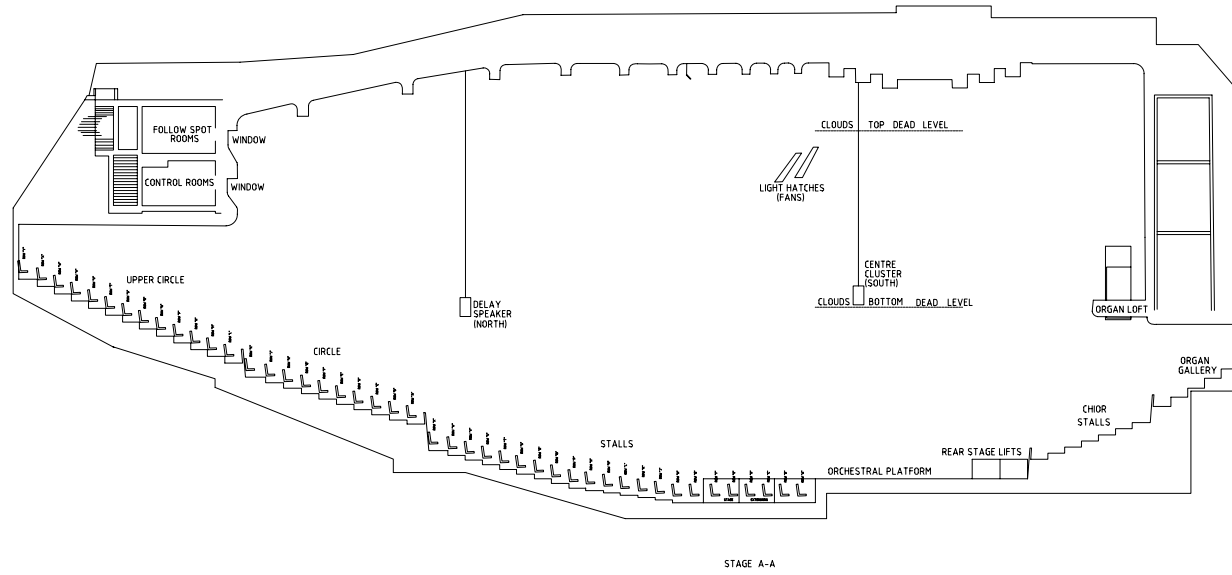 CLOUDS TOP DEAD LEVEL
FOLLOW SPOT
ROOMS
WINDOW
CONTROL ROOMS
WINDOW
LIGHT HATCHES
(FANS)
UPPER CIRCLE
CENTRE
CLUSTER
(SOUTH)
CLOUDS BOTTOM DEAD LEVEL
DELAY
SPEAKER
(NORTH)
ORGAN LOFT
CIRCLE
ORGAN
GALLERY
CHIOR
STALLS
STALLS
REAR STAGE LIFTS
ORCHESTRAL PLATFORM
STAGE EXTENSION
STAGE A-A